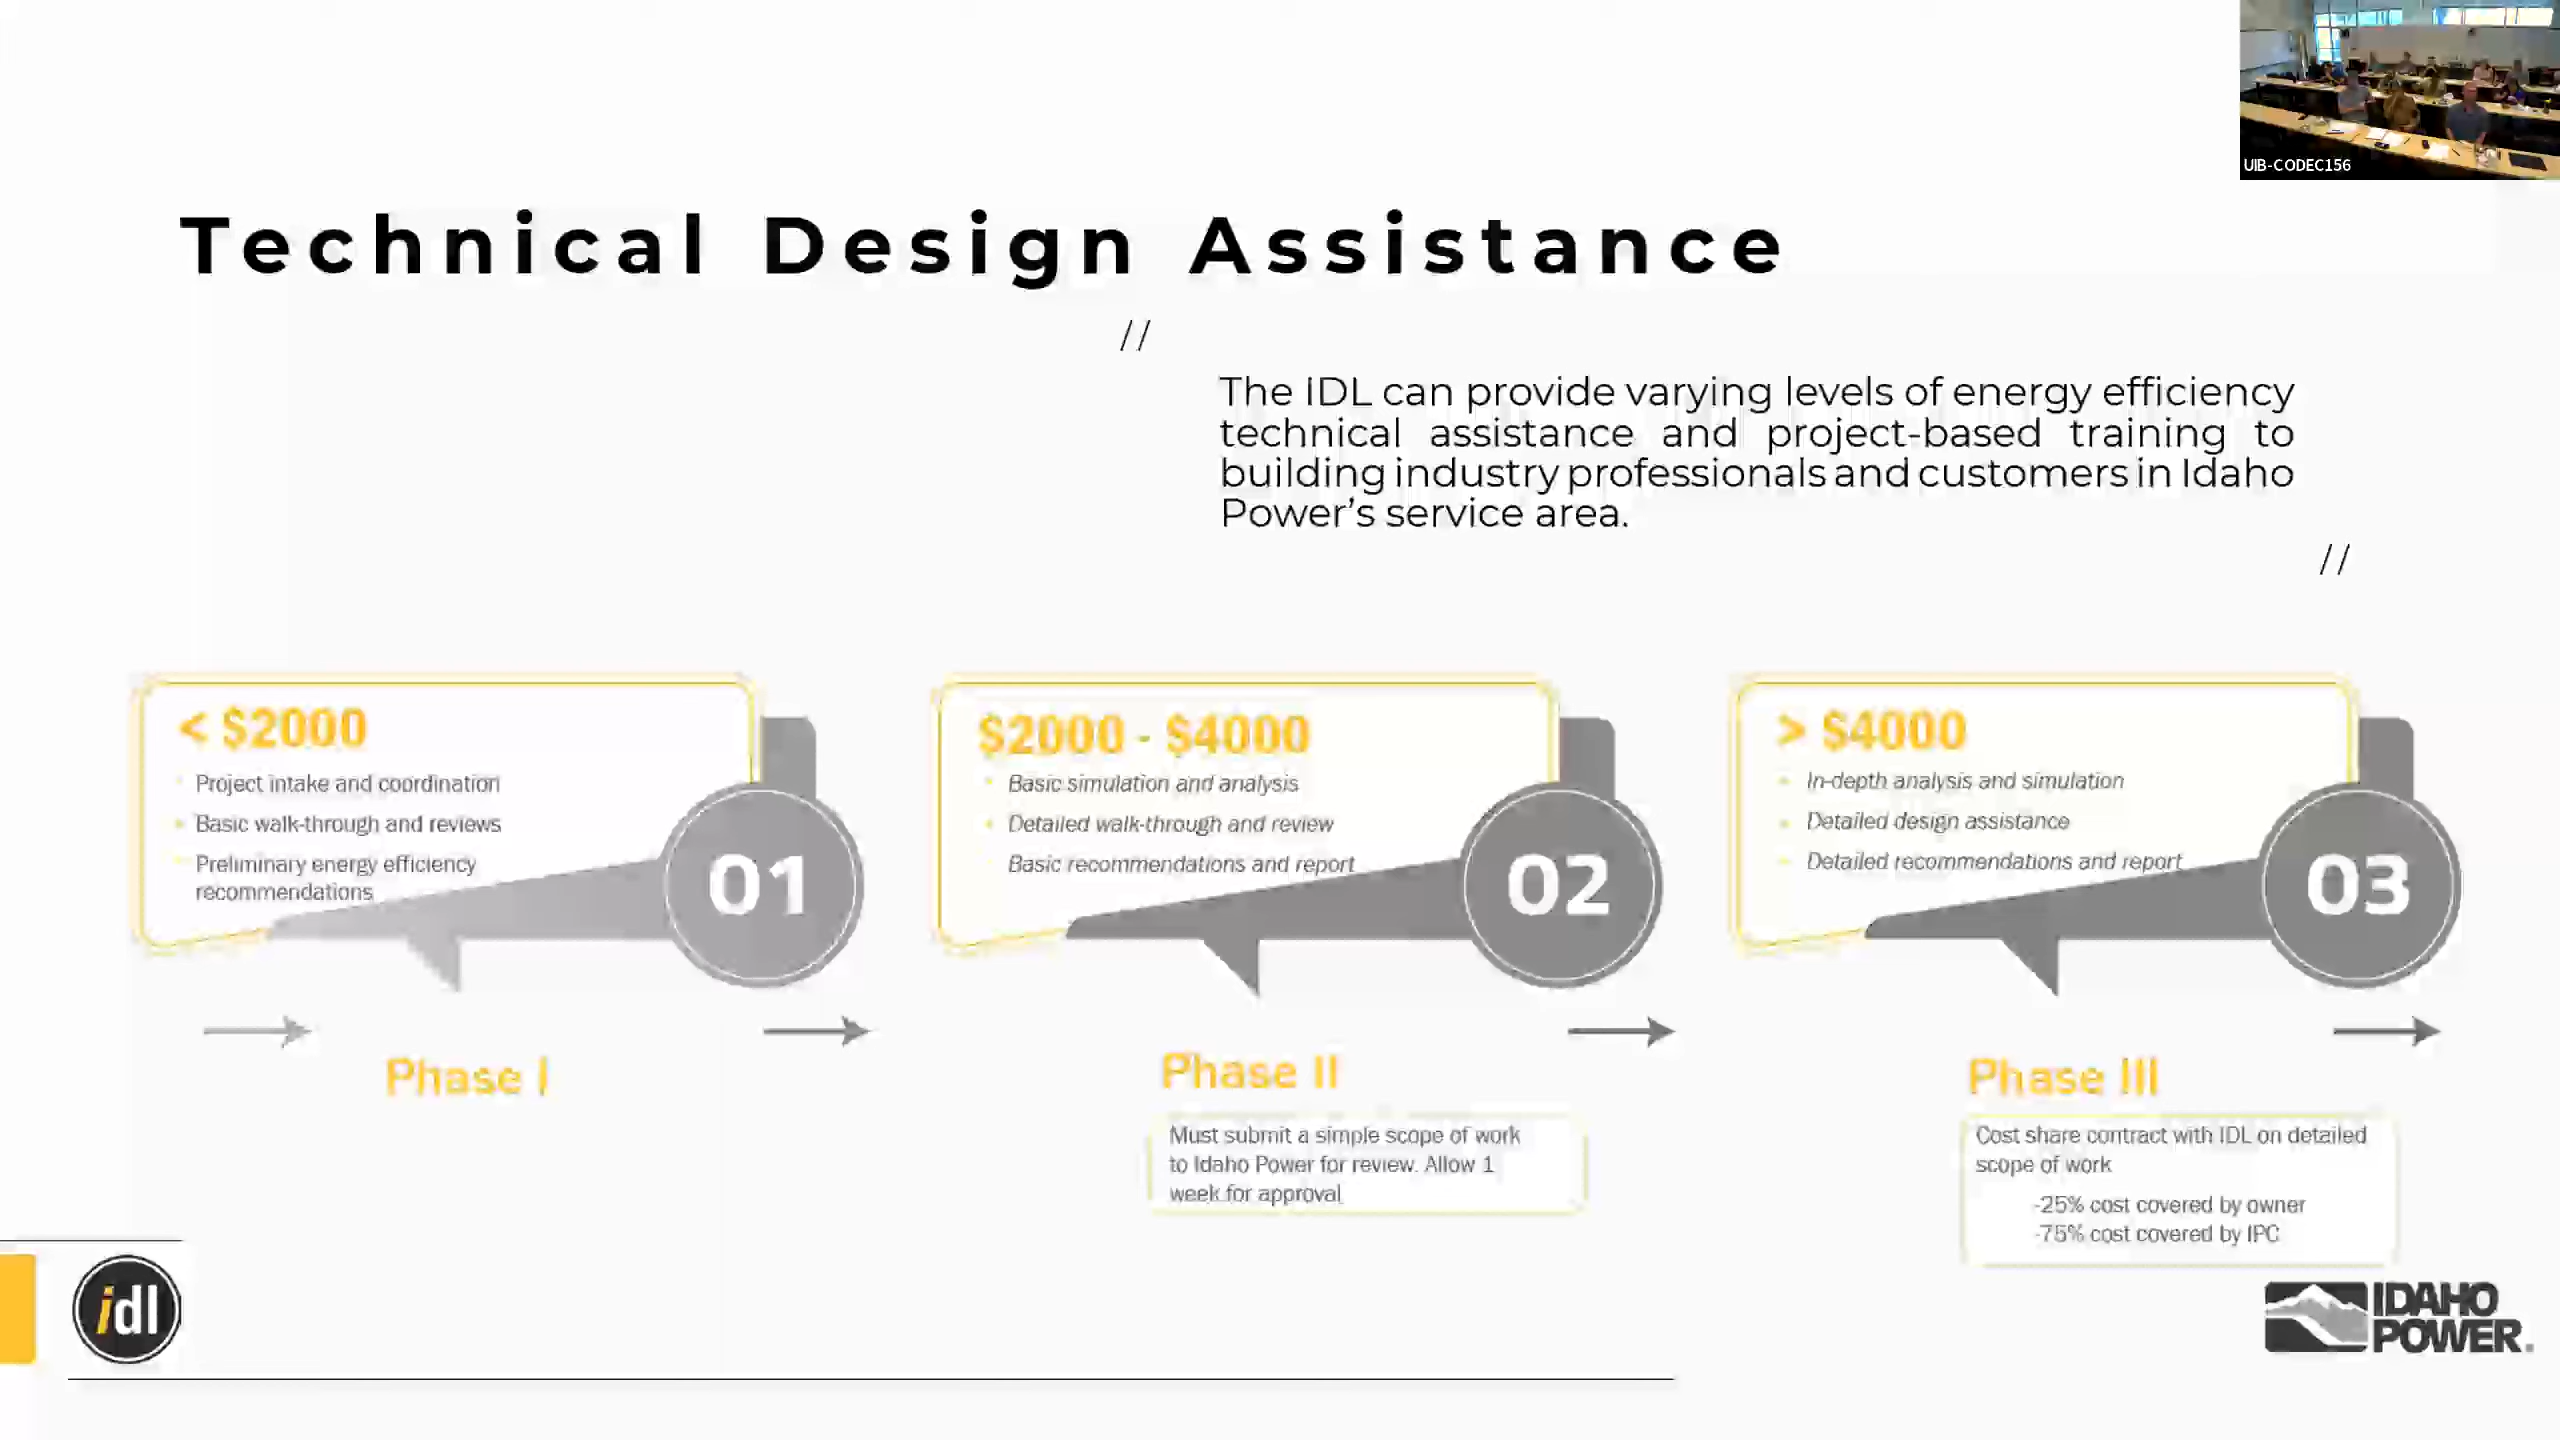 UIB-CODEC156
Technical Design Assistance
//
The IDL can provide varying levels of energy efficiency
technical assistance and project-based training to
building industry professionals and customers in Idaho
Power's service area.
//
< $2000
Project intake and coordination
Basic walk-through and reviews
Preliminary energy efficiency
recommendations
01
Phase I
$2000 - $4000
Basic simulation and analysis
Detailed walk-through and review
Basic recommendations and report
02
Phase II
Must submit a simple scope of work
to Idaho Power for review. Allow 1
week for approval
> $4000
In-depth analysis and simulation
Detailed design assistance
Detailed recommendations and report
03
Phase III
Cost share contract with IDL on detailed
scope of work
-25% cost covered by owner
-75% cost covered by IPC
idl
IDAHO
POWER.